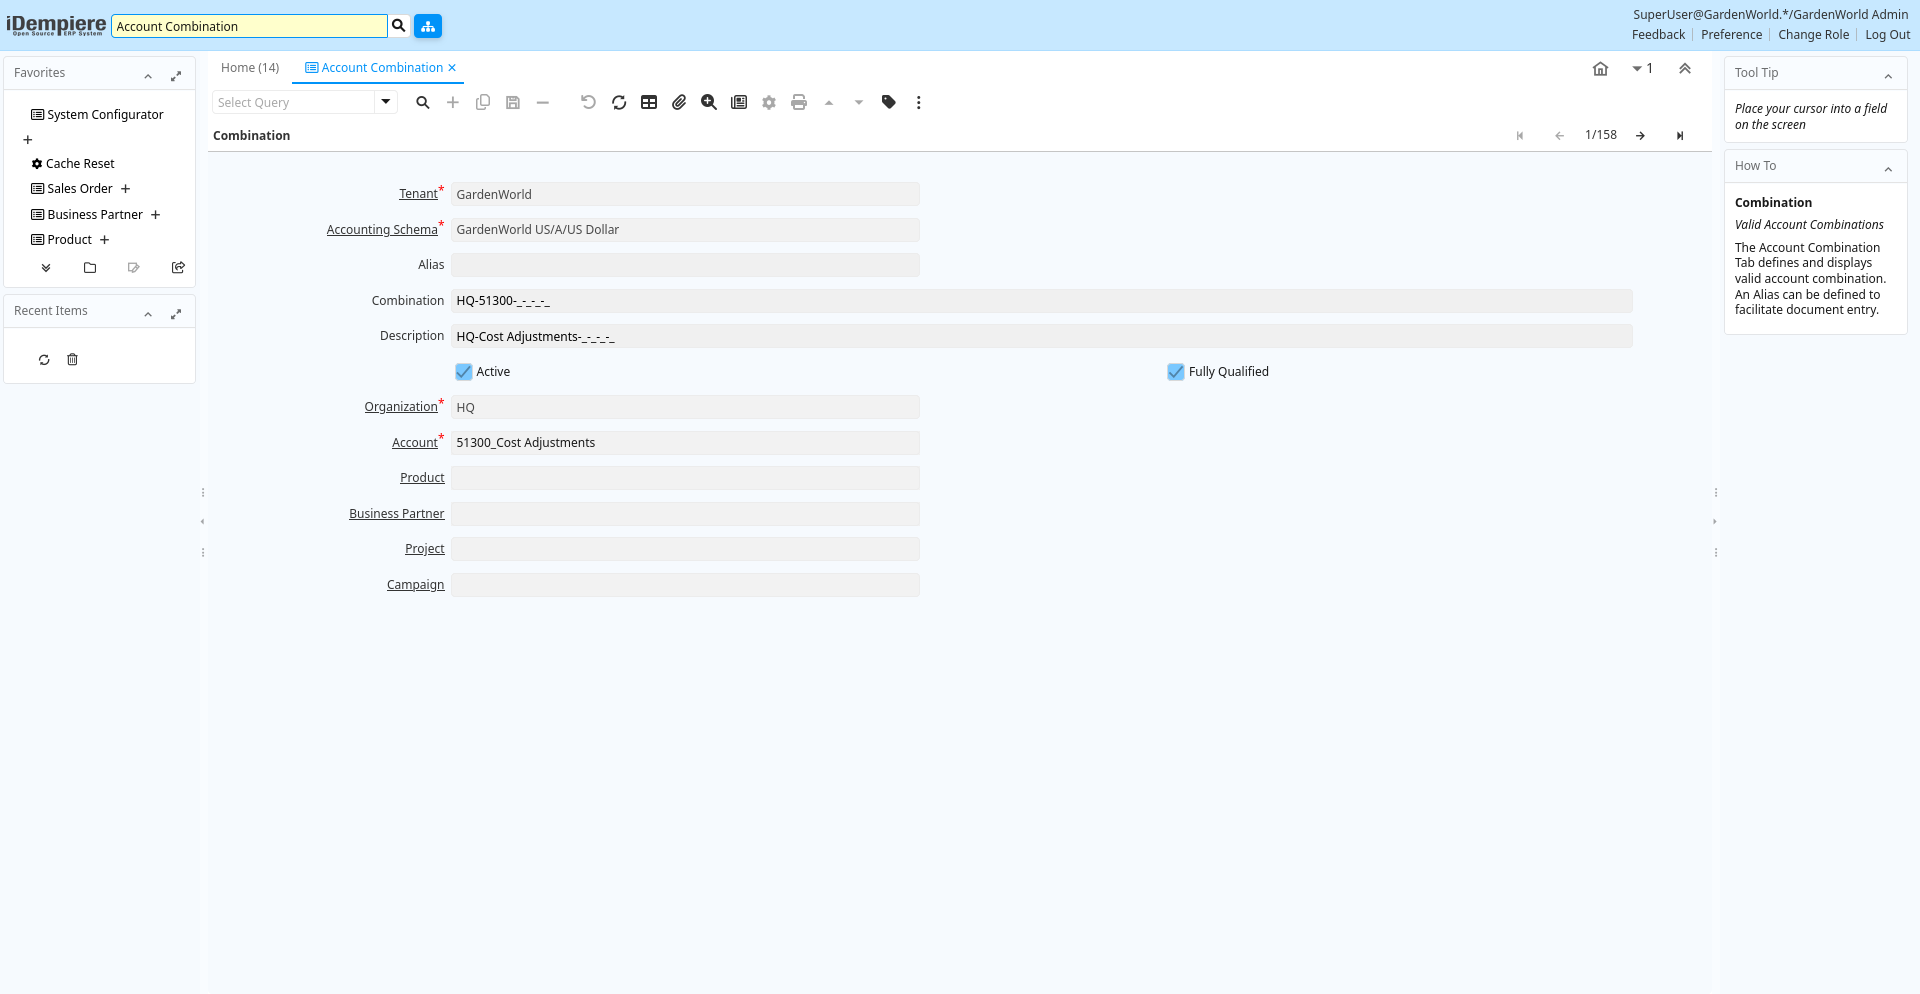 iDempiere
Open Source ERP System
Account Combination
SuperUser@GardenWorld.*/GardenWorld Admin
Feedback
Preference
Change Role
Log Out
Favorites
System Configurator
Cache Reset
Sales Order
Business Partner
Product
Recent Items
Home (14)
Account Combination
1
Select Query
Combination
1/158
Tenant*
GardenWorld
Accounting Schema*
GardenWorld US/A/US Dollar
Alias
Combination
HQ-51300-_-_-_-_
Description
HQ-Cost Adjustments-_-_-_-_
Active
Fully Qualified
Organization*
HQ
Account*
51300_Cost Adjustments
Product
Business Partner
Project
Campaign
Tool Tip
Place your cursor into a field
on the screen
How To
Combination
Valid Account Combinations
The Account Combination
Tab defines and displays
valid account combination.
An Alias can be defined to
facilitate document entry.